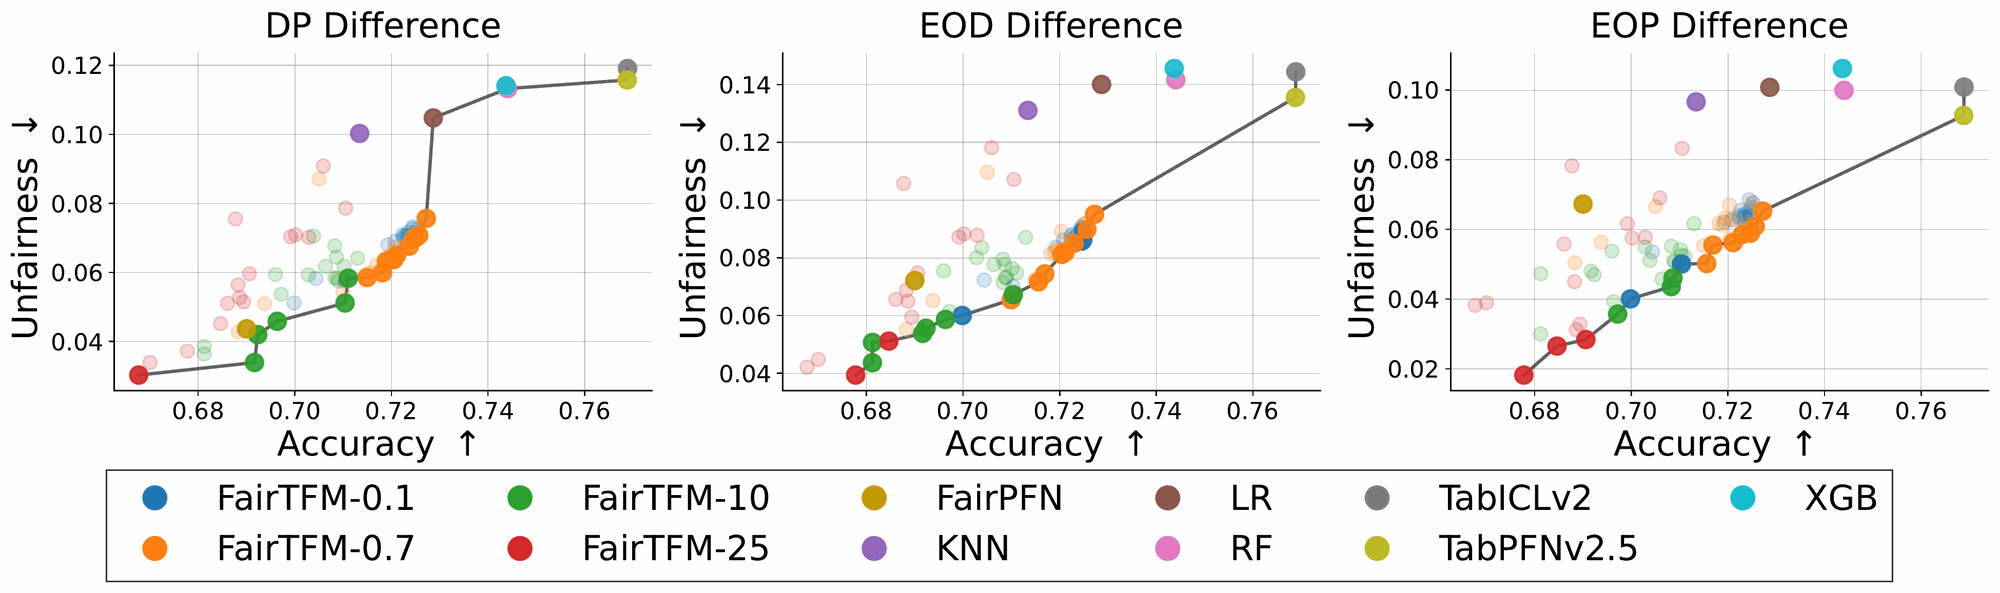 DP Difference
EOD Difference
EOP Difference
Unfairness ↓
0.12
0.10
0.08
0.06
0.04
0.68 0.70 0.72 0.74 0.76
Accuracy ↑
Unfairness ↓
0.14
0.12
0.10
0.08
0.06
0.04
0.68 0.70 0.72 0.74 0.76
Accuracy ↑
Unfairness ↓
0.10
0.08
0.06
0.04
0.02
0.68 0.70 0.72 0.74 0.76
Accuracy ↑
FairTFM-0.1 FairTFM-10 FairPFN LR TabICLv2 XGB
FairTFM-0.7 FairTFM-25 KNN RF TabPFNv2.5